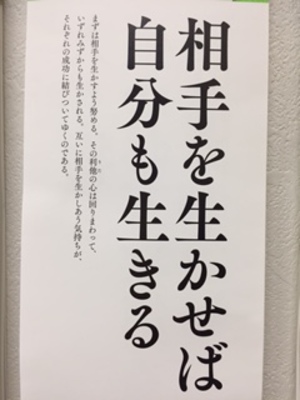 相手を生かせば
自分も生きる
まずは相手を生かすよう努める。その利他の心は回りまわって、
いずれみずからも生かされる。互いに相手を生かしあう気持ちが、
それぞれの成功に結びついてゆくのである。